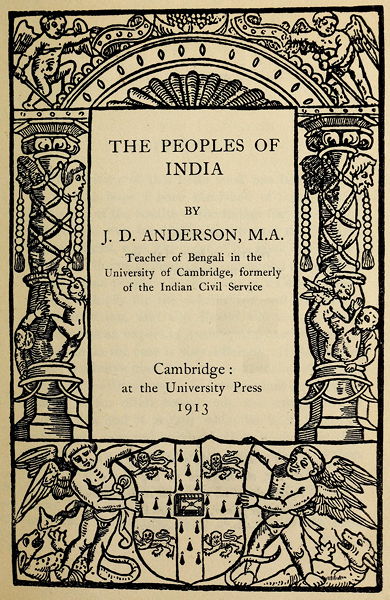 THE PEOPLES OF
INDIA
BY
J. D. ANDERSON, M.A.
Teacher of Bengali in the
University of Cambridge, formerly
of the Indian Civil Service
Cambridge :
at the University Press
1913